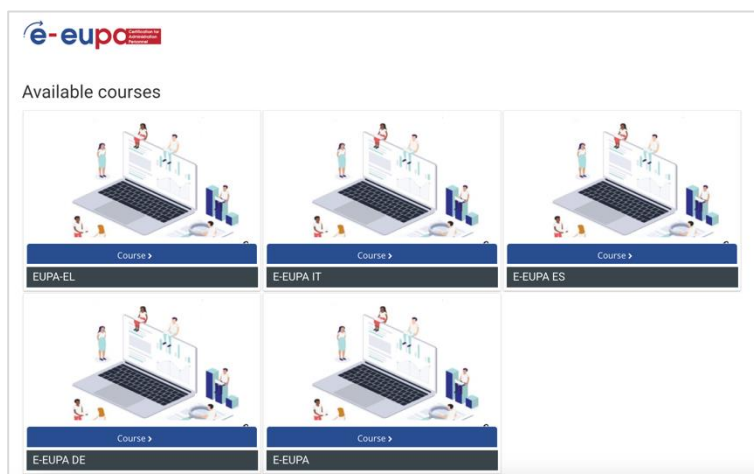 e-eupa Certification for Administration Personnel
Available courses
Course >
Course >
Course >
EUPA-EL
E-EUPA IT
E-EUPA ES
Course >
Course >
E-EUPA DE
E-EUPA